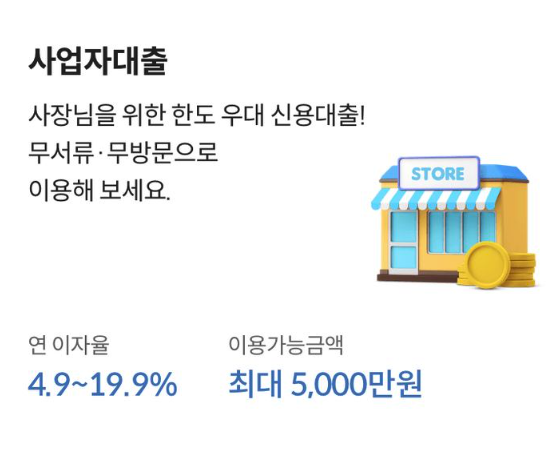 사업자대출
사장님을 위한 한도 우대 신용대출!
무서류·무방문으로
이용해 보세요.
STORE
연 이자율
이용가능금액
4.9~19.9%
최대 5,000만원